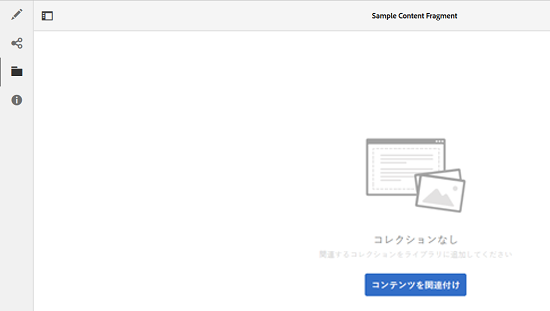 Sample Content Fragment
コレクションなし
関連するコレクションをライブラリに追加してください
コンテンツを関連付け